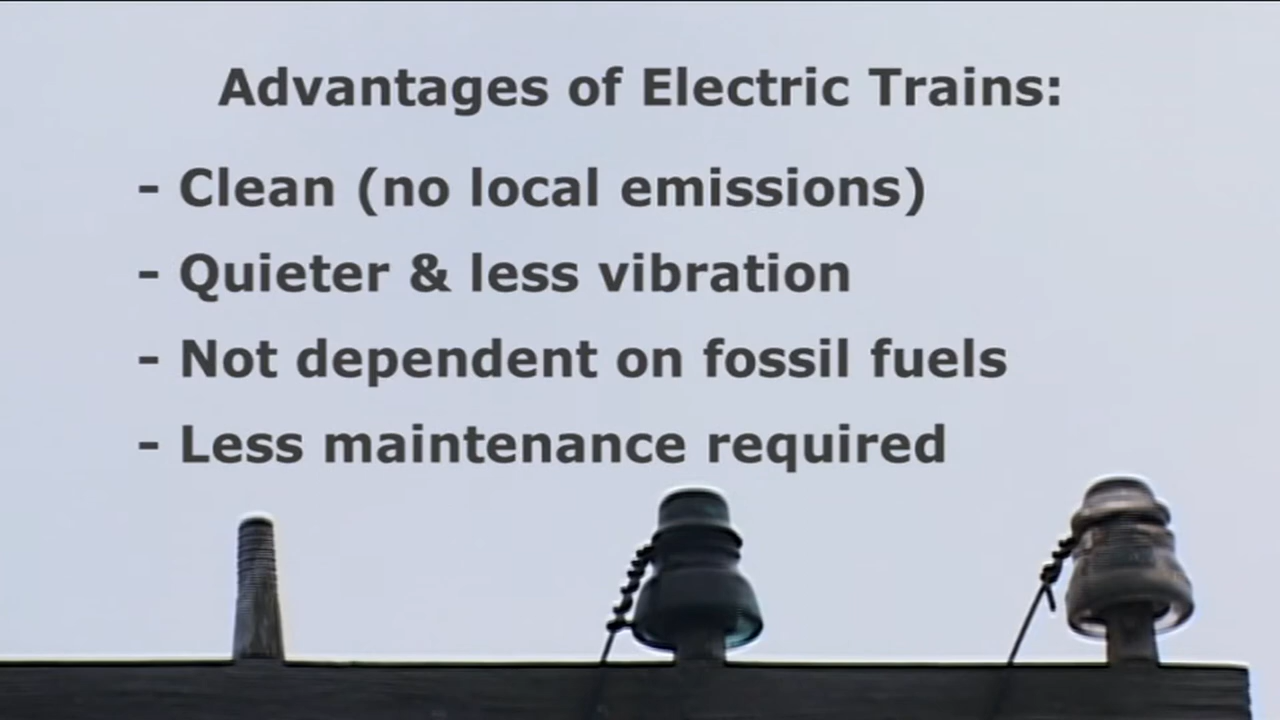 Advantages of Electric Trains:
- Clean (no local emissions)
- Quieter & less vibration
- Not dependent on fossil fuels
- Less maintenance required